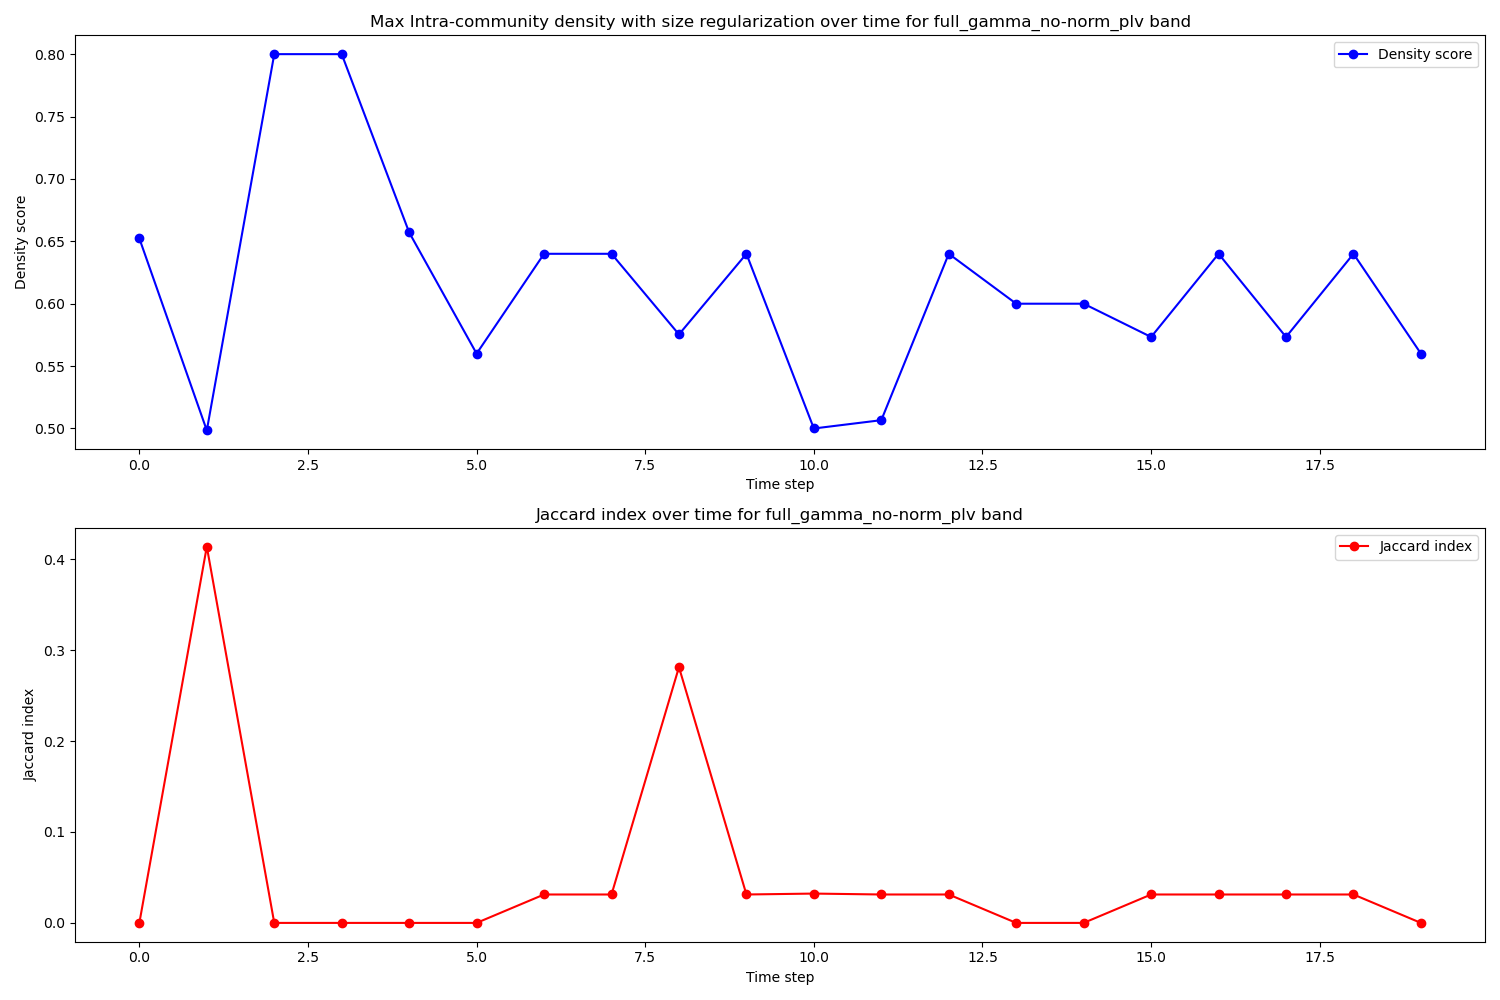 Max Intra-community density with size regularization over time for full_gamma_no-norm_plv band
Density score
0.80
0.75
0.70
0.65
0.60
0.55
0.50
Density score
0.0 2.5 5.0 7.5 10.0 12.5 15.0 17.5
Time step
Jaccard index over time for full_gamma_no-norm_plv band
Jaccard index
0.4
0.3
0.2
0.1
0.0
Jaccard index
0.0 2.5 5.0 7.5 10.0 12.5 15.0 17.5
Time step